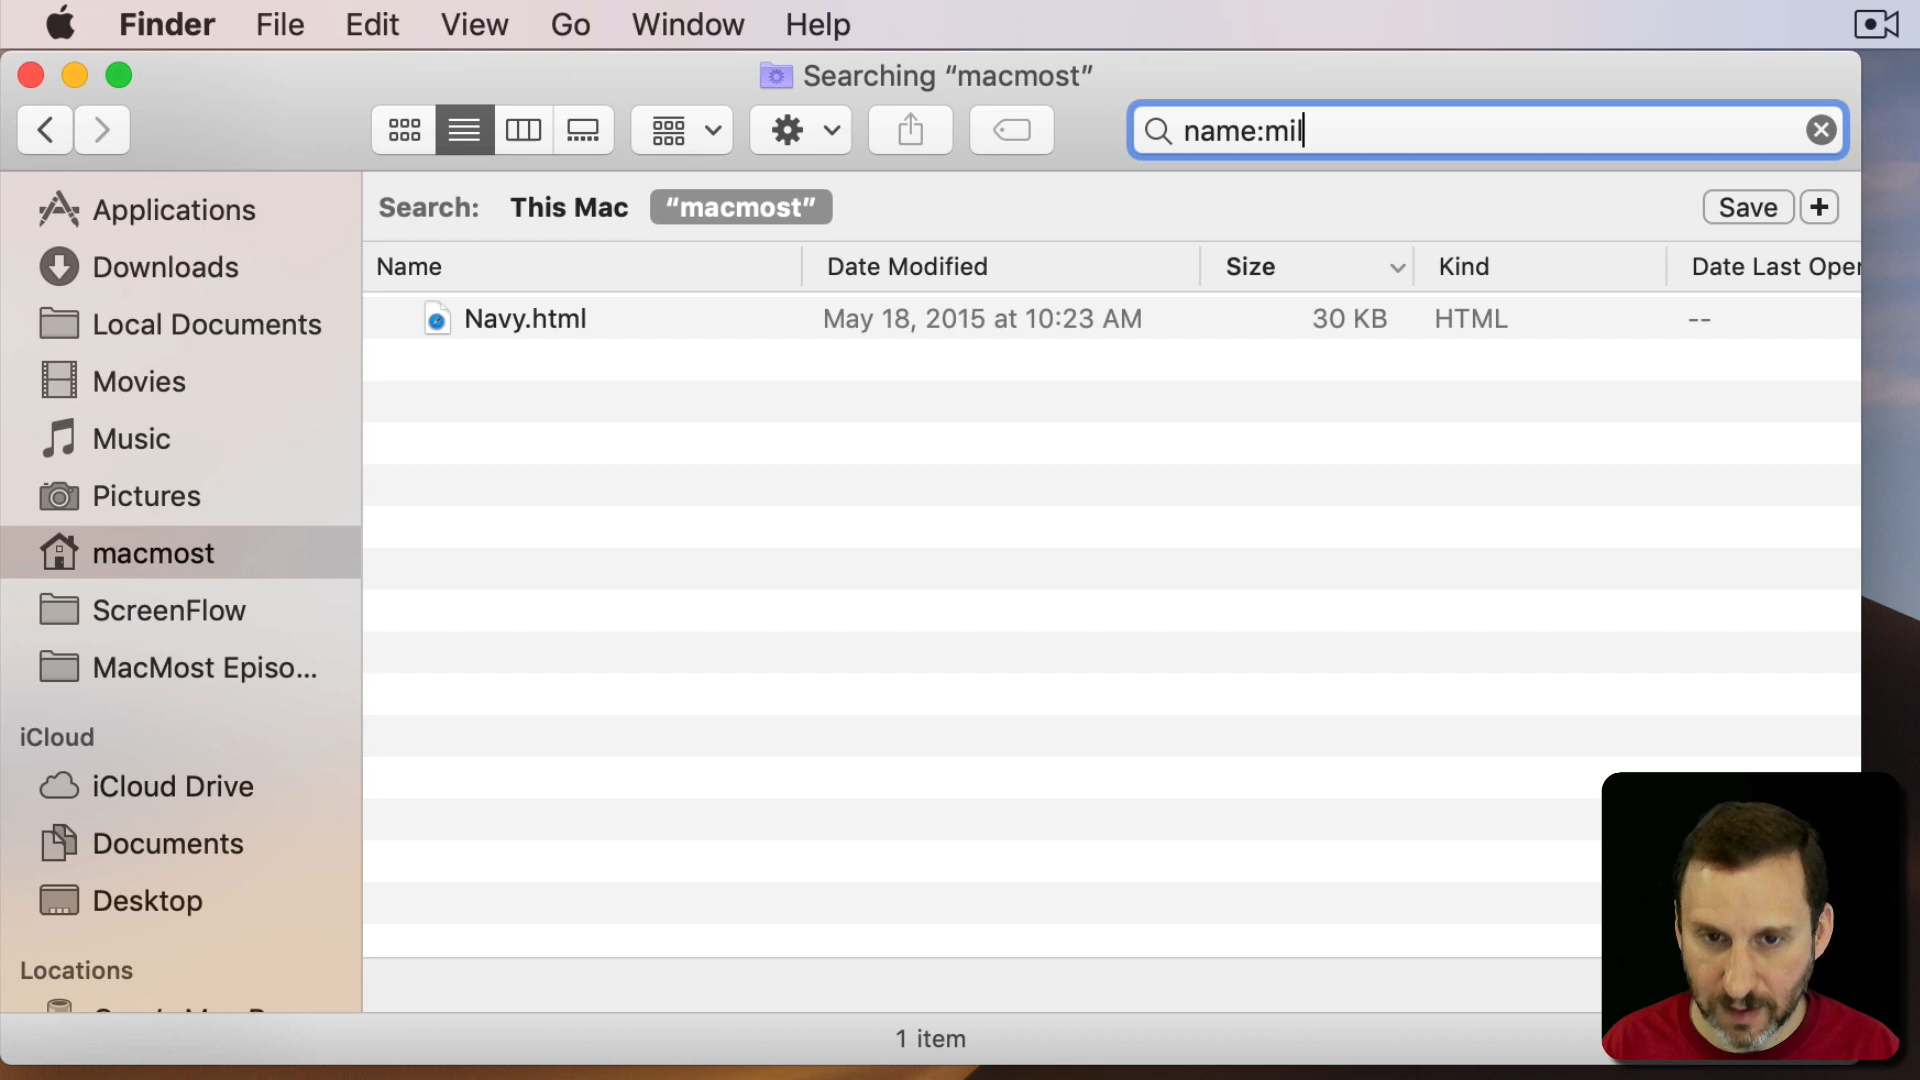 Finder File Edit View Go Window Help
Searching “macmost”
name:mil
Search: This Mac “macmost” Save +
Name Date Modified Size Kind Date Last Oper
Navy.html May 18, 2015 at 10:23 AM 30 KB HTML --
Applications
Downloads
Local Documents
Movies
Music
Pictures
macmost
ScreenFlow
MacMost Episo...
iCloud
iCloud Drive
Documents
Desktop
Locations
1 item